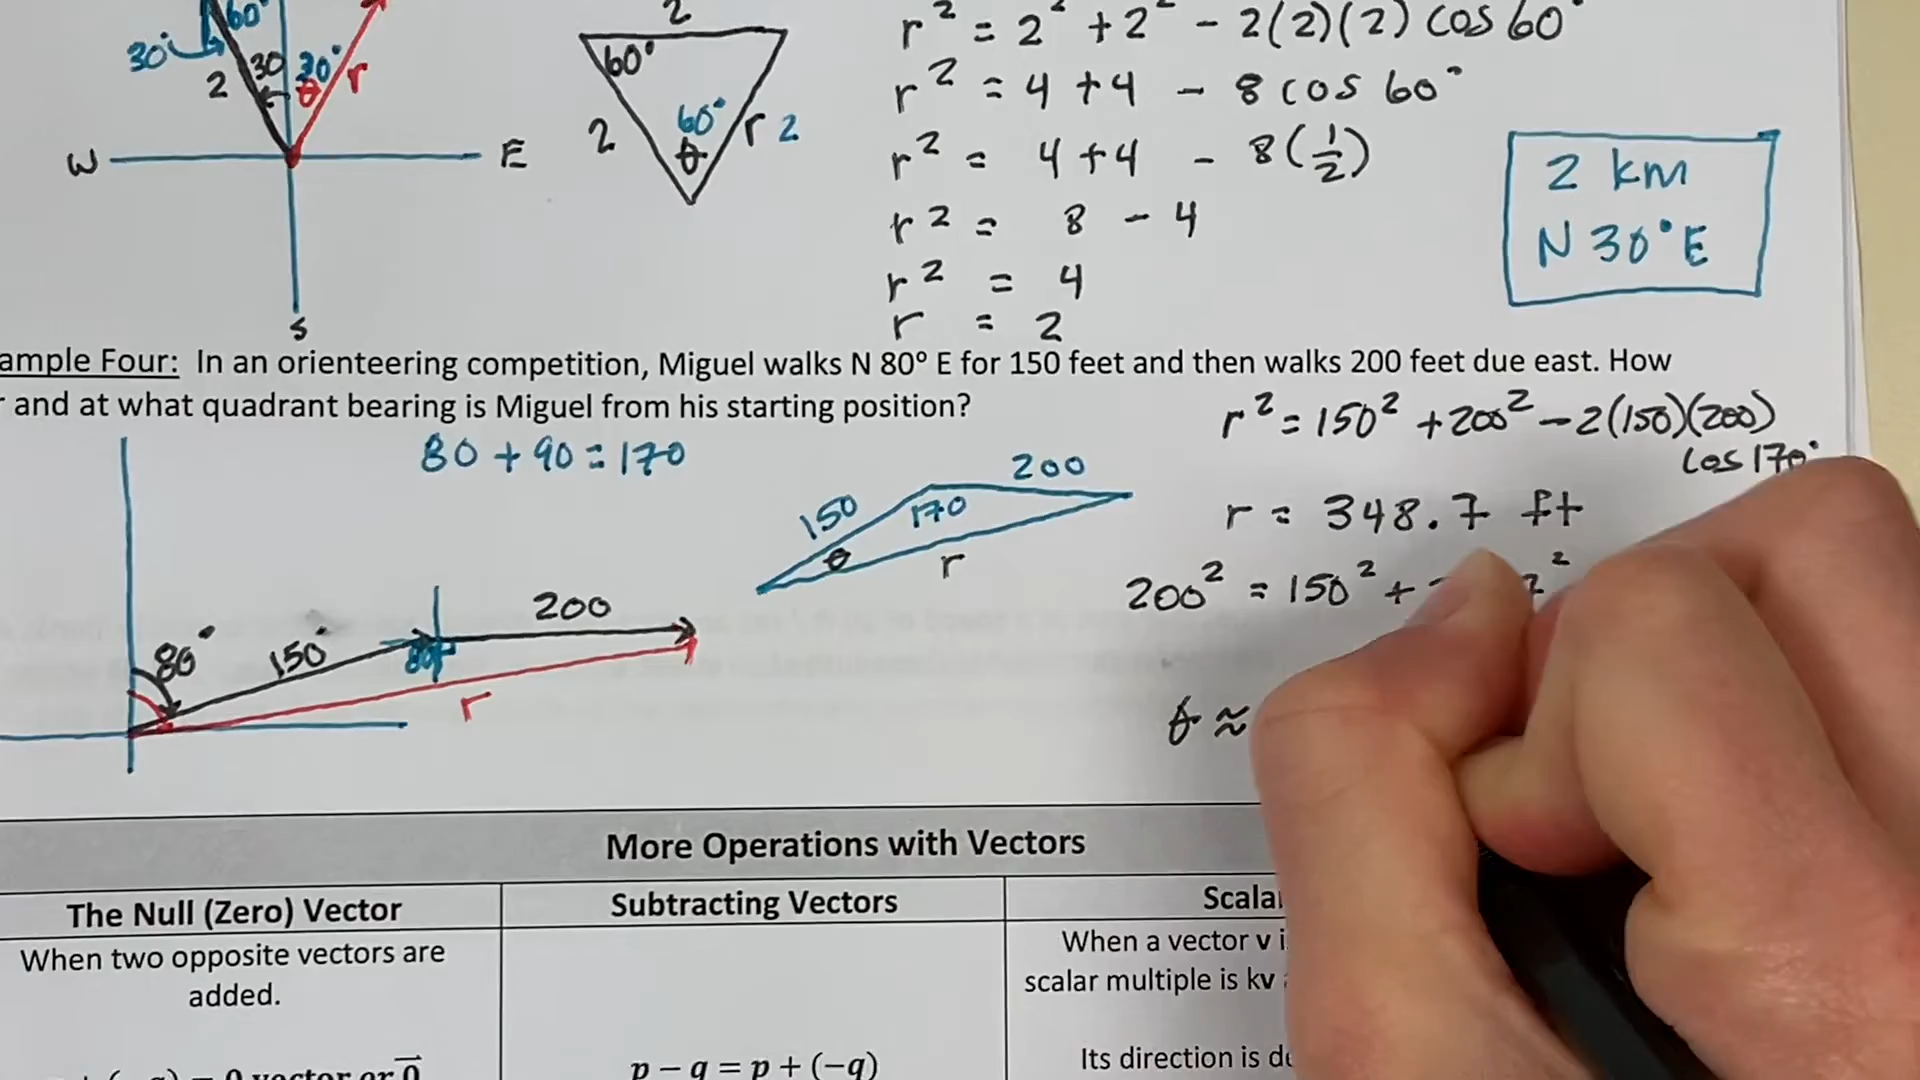 60°
30°
30
30°
θ
2
r
W
E
S
2
60°
60°
θ
2
r 2
r² = 2² + 2² - 2(2)(2) cos 60°
r² = 4 + 4 - 8 cos 60°
r² = 4 + 4 - 8(1/2)
r² = 8 - 4
r² = 4
r = 2
2 km
N 30° E
ample Four: In an orienteering competition, Miguel walks N 80º E for 150 feet and then walks 200 feet due east. How
and at what quadrant bearing is Miguel from his starting position?
80 + 90 = 170
80°
150
80
200
r
150
200
170
θ
r
r² = 150² + 200² - 2(150)(200)
cos 170°
r = 348.7 ft
200² = 150² +
θ ≈
More Operations with Vectors
The Null (Zero) Vector
When two opposite vectors are
added.
0 vector or 0⃗
Subtracting Vectors
p − q = p + (−q)
When a vector v
scalar multiple is kv
Its direction is